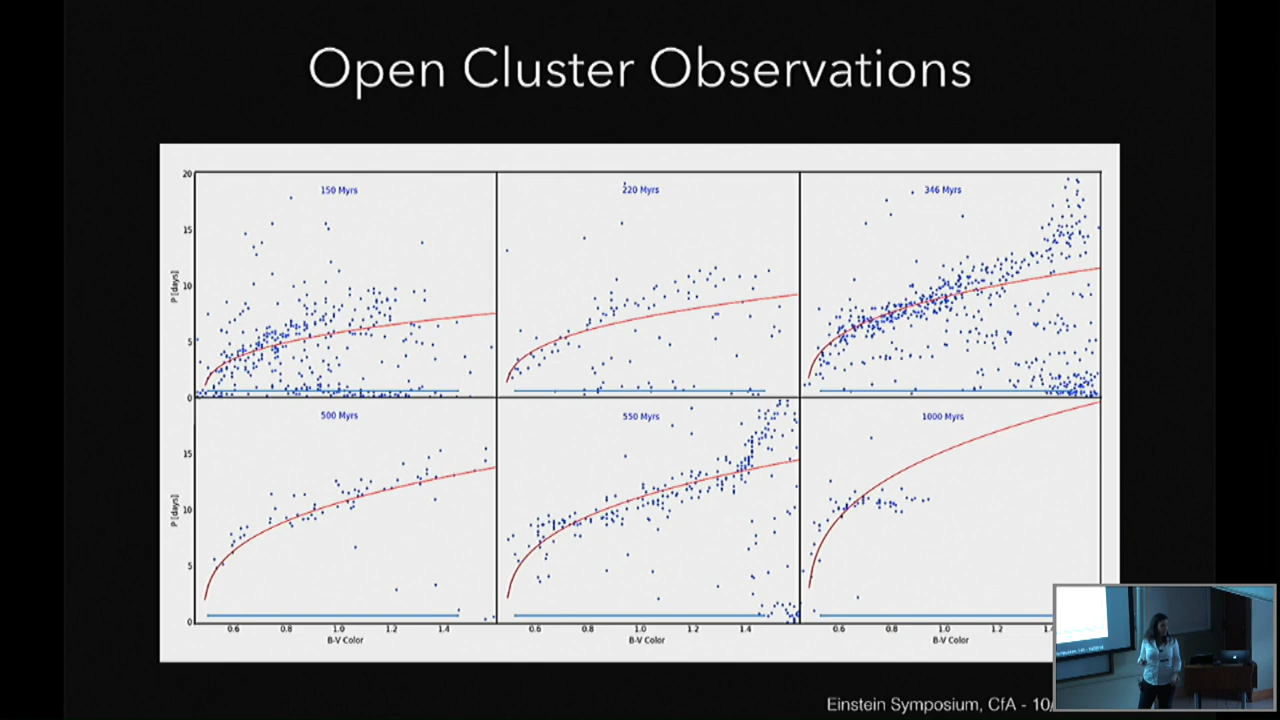 Open Cluster Observations
150 Myrs
220 Myrs
346 Myrs
20
15
10
5
0
P [days]
500 Myrs
550 Myrs
1000 Myrs
15
10
5
0
P [days]
0.6 0.8 1.0 1.2 1.4
0.6 0.8 1.0 1.2 1.4
0.6 0.8 1.0 1.2 1.
B-V Color
B-V Color
B-V Color
Einstein Symposium, CfA - 10/